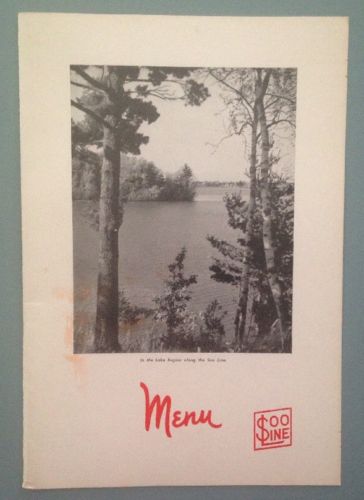 In the Lake Region along the Soo Line
Menu
SOO
LINE